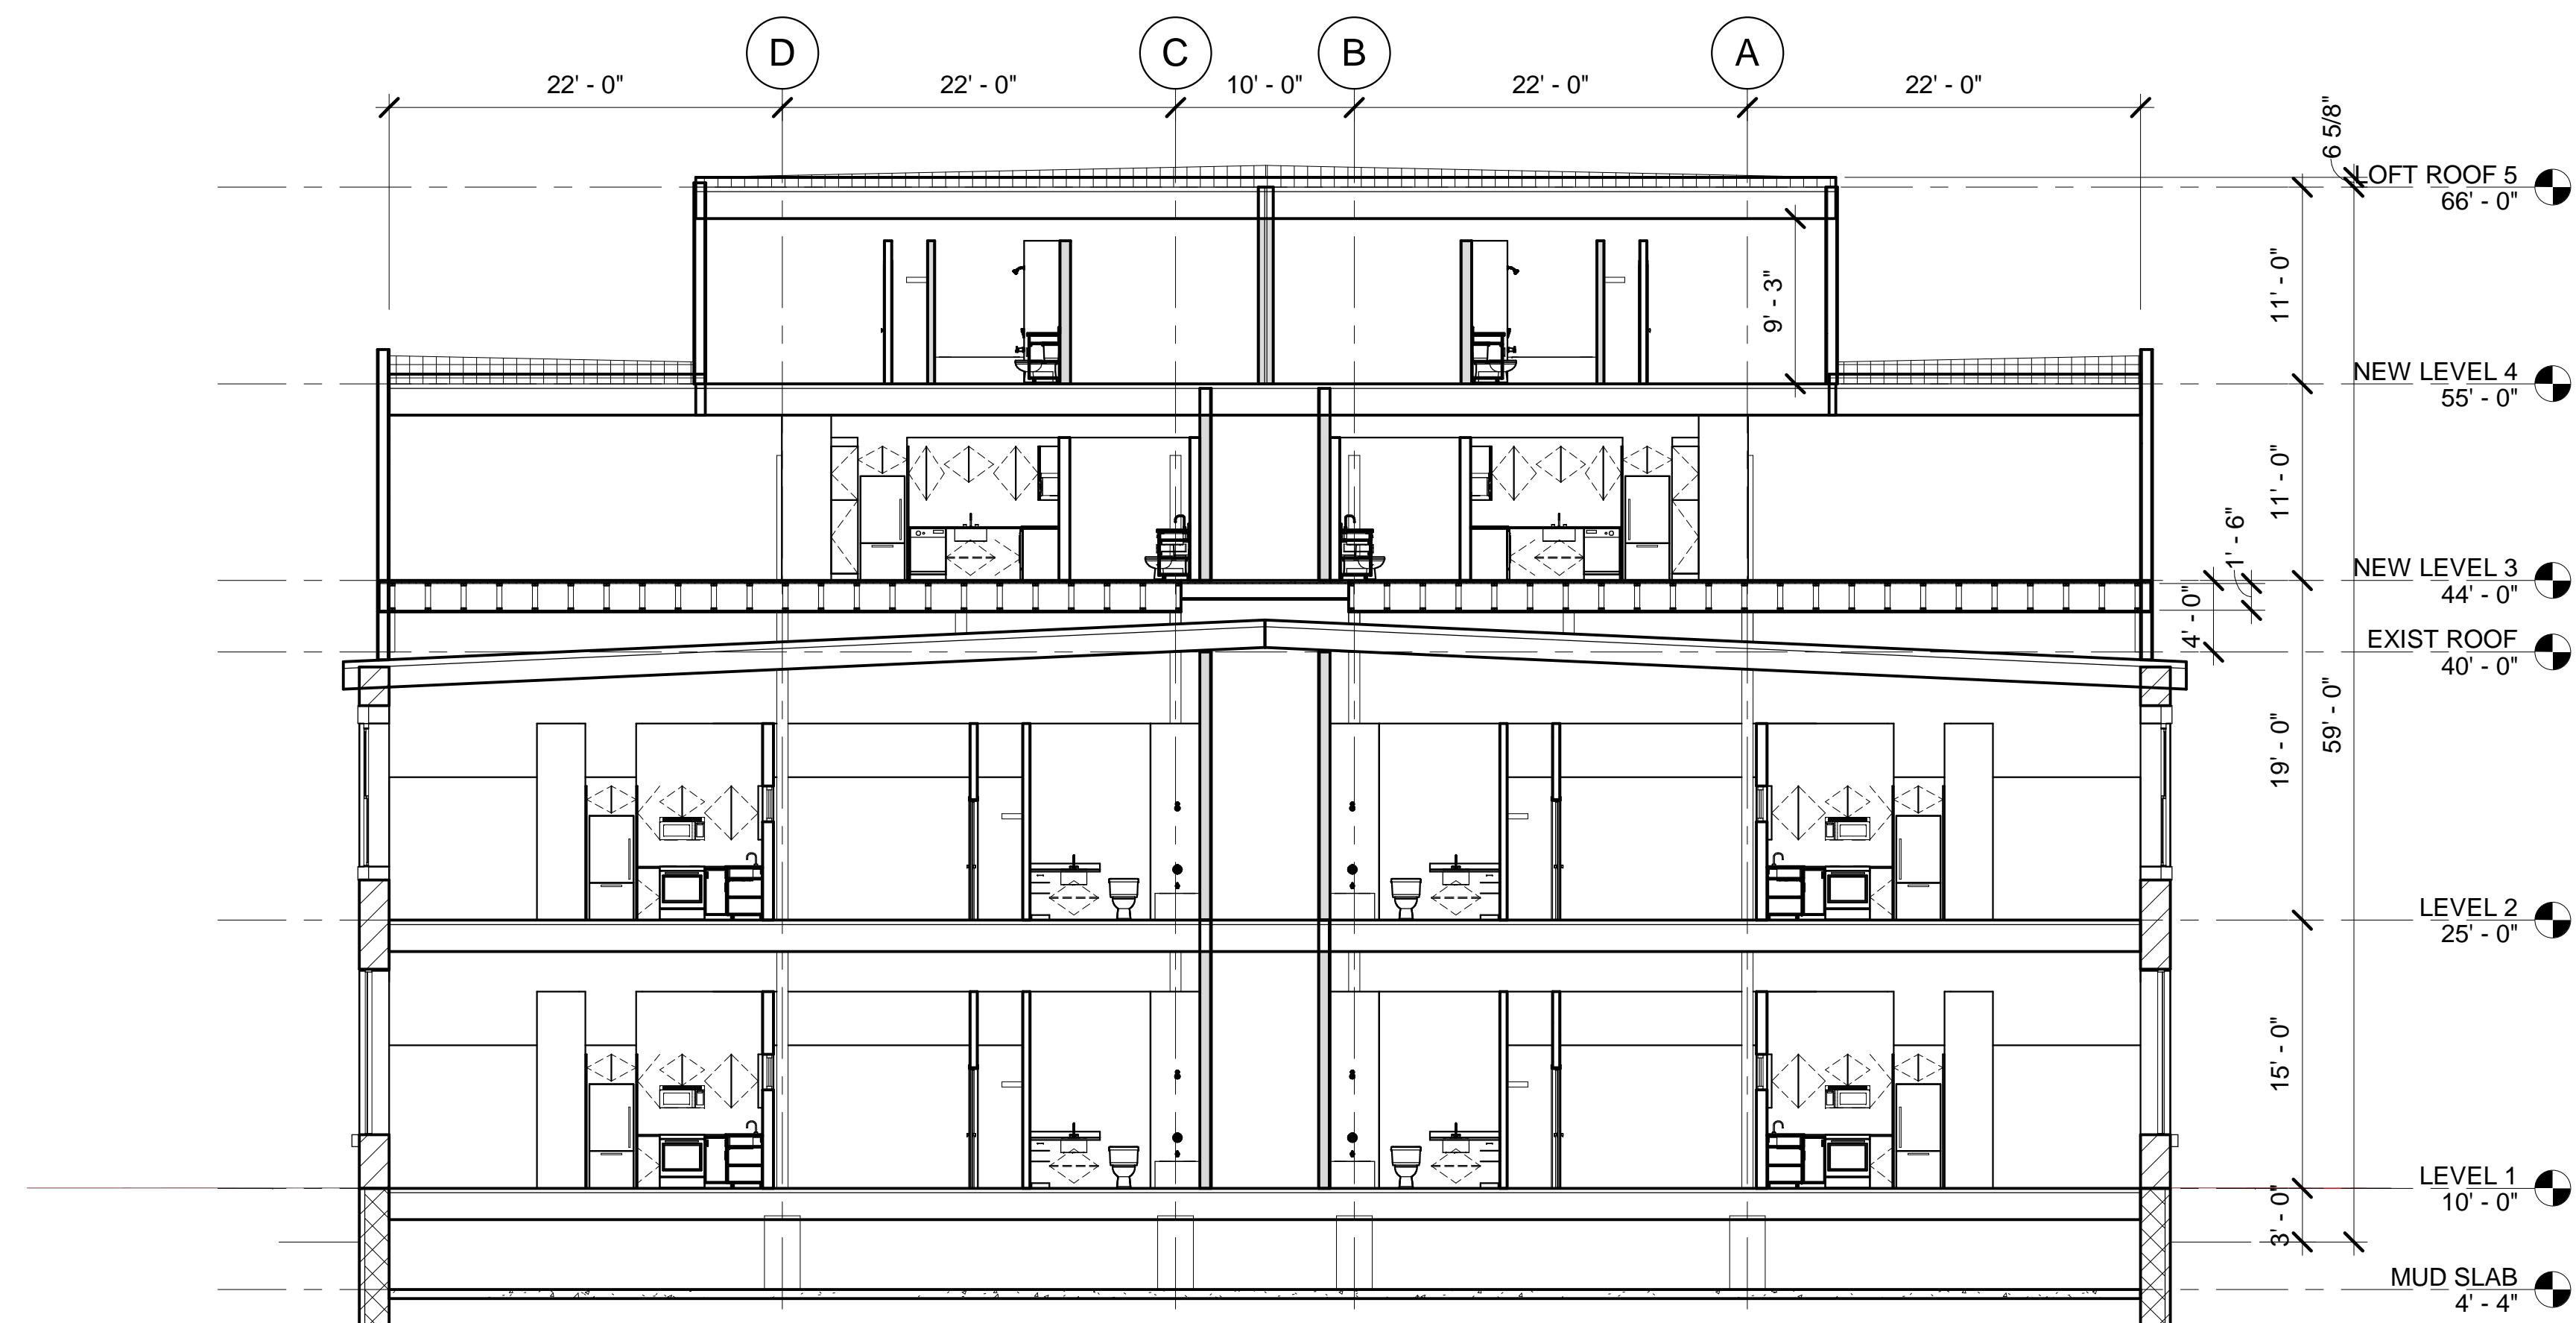 D
C
B
A
22' - 0"
22' - 0"
10' - 0"
22' - 0"
22' - 0"
6 5/8"
LOFT ROOF 5
66' - 0"
11' - 0"
9' - 3"
NEW LEVEL 4
55' - 0"
11' - 0"
1' - 6"
NEW LEVEL 3
44' - 0"
4' - 0"
EXIST ROOF
40' - 0"
59' - 0"
19' - 0"
LEVEL 2
25' - 0"
15' - 0"
LEVEL 1
10' - 0"
3' - 0"
MUD SLAB
4' - 4"